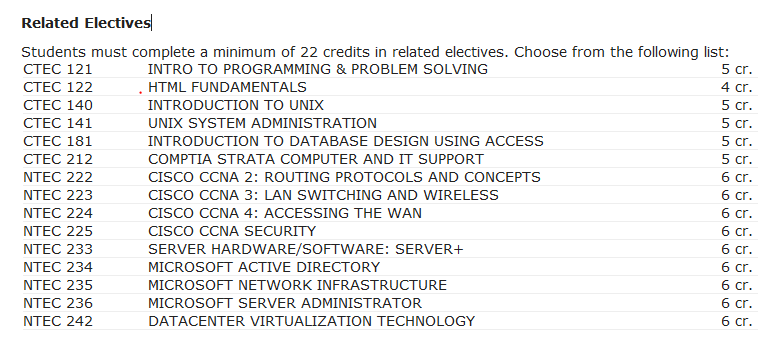 Related Electives
Students must complete a minimum of 22 credits in related electives. Choose from the following list:
CTEC 121 INTRO TO PROGRAMMING & PROBLEM SOLVING 5 cr.
CTEC 122 HTML FUNDAMENTALS 4 cr.
CTEC 140 INTRODUCTION TO UNIX 5 cr.
CTEC 141 UNIX SYSTEM ADMINISTRATION 5 cr.
CTEC 181 INTRODUCTION TO DATABASE DESIGN USING ACCESS 5 cr.
CTEC 212 COMPTIA STRATA COMPUTER AND IT SUPPORT 5 cr.
NTEC 222 CISCO CCNA 2: ROUTING PROTOCOLS AND CONCEPTS 6 cr.
NTEC 223 CISCO CCNA 3: LAN SWITCHING AND WIRELESS 6 cr.
NTEC 224 CISCO CCNA 4: ACCESSING THE WAN 6 cr.
NTEC 225 CISCO CCNA SECURITY 6 cr.
NTEC 233 SERVER HARDWARE/SOFTWARE: SERVER+ 6 cr.
NTEC 234 MICROSOFT ACTIVE DIRECTORY 6 cr.
NTEC 235 MICROSOFT NETWORK INFRASTRUCTURE 6 cr.
NTEC 236 MICROSOFT SERVER ADMINISTRATOR 6 cr.
NTEC 242 DATACENTER VIRTUALIZATION TECHNOLOGY 6 cr.